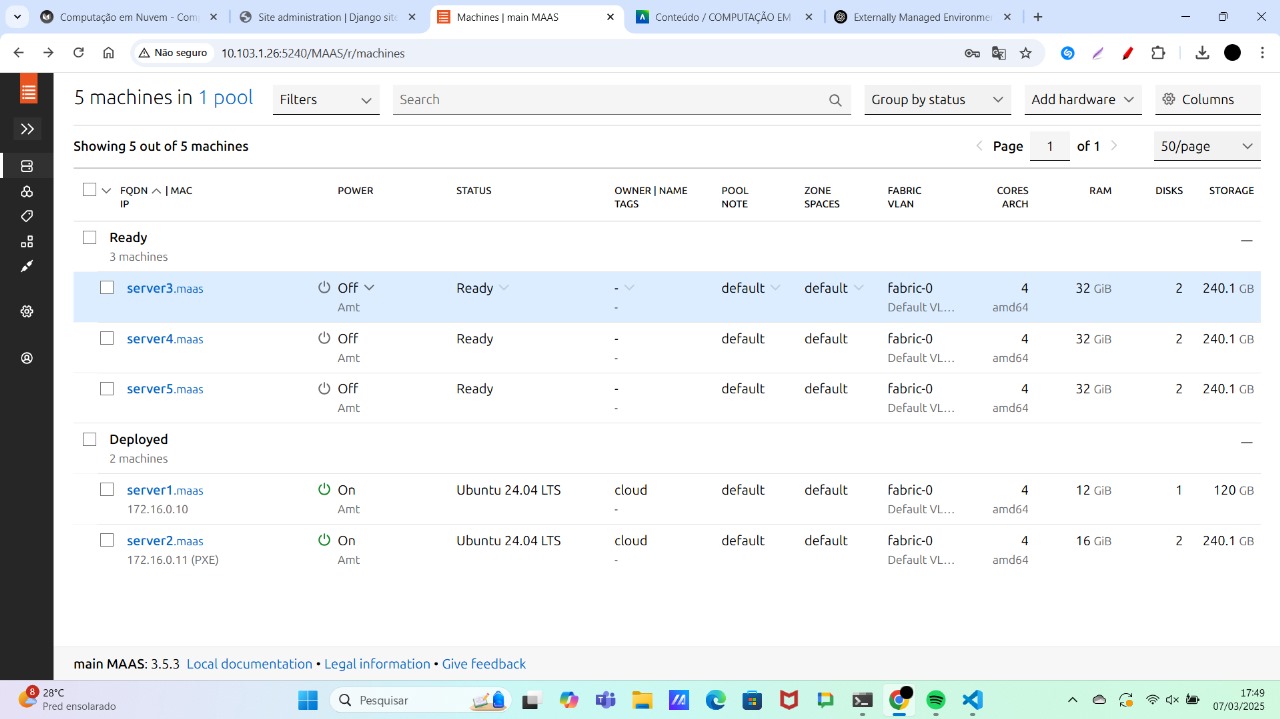 Computação em Nuvem | Comp
Site administration | Django site
Machines | main MAAS
Conteúdo /COMPUTAÇÃO EM
Externally Managed Environme
Não seguro
10.103.1.26:5240/MAAS/r/machines
5 machines in 1 pool
Filters
Search
Group by status
Add hardware
Columns
Showing 5 out of 5 machines
Page 1 of 1
50/page
FQDN | MAC POWER STATUS OWNER | NAME POOL ZONE FABRIC CORES RAM DISKS STORAGE
IP TAGS NOTE SPACES VLAN ARCH
Ready
3 machines
server3.maas Off Ready - default default fabric-0 4 32 GiB 2 240.1 GB
Amt - Default VL... amd64
server4.maas Off Ready - default default fabric-0 4 32 GiB 2 240.1 GB
Amt - Default VL... amd64
server5.maas Off Ready - default default fabric-0 4 32 GiB 2 240.1 GB
Amt - Default VL... amd64
Deployed
2 machines
server1.maas On Ubuntu 24.04 LTS cloud default default fabric-0 4 12 GiB 1 120 GB
172.16.0.10 Amt - Default VL... amd64
server2.maas On Ubuntu 24.04 LTS cloud default default fabric-0 4 16 GiB 2 240.1 GB
172.16.0.11 (PXE) Amt - Default VL... amd64
main MAAS: 3.5.3 Local documentation • Legal information • Give feedback
8
28°C
Pred ensolarado
Pesquisar
17:49
07/03/2025